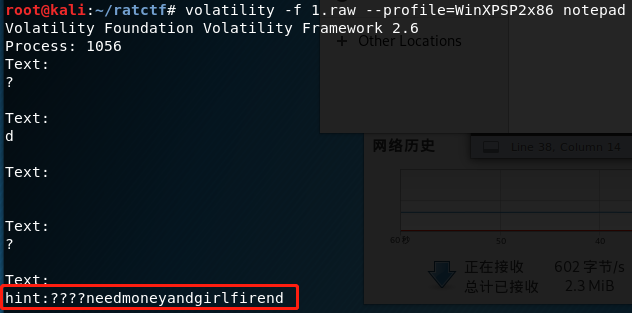 root@kali:~/ratctf# volatility -f 1.raw --profile=WinXPSP2x86 notepad
Volatility Foundation Volatility Framework 2.6
Process: 1056
Text:
?
Text:
d
Text:
Text:
?
Text:
hint:????needmoneyandgirlfirend
+ Other Locations
网络历史
Line 38, Column 14
60 秒
50
40
正在接收
602 字节/s
总计已接收
2.3 MiB